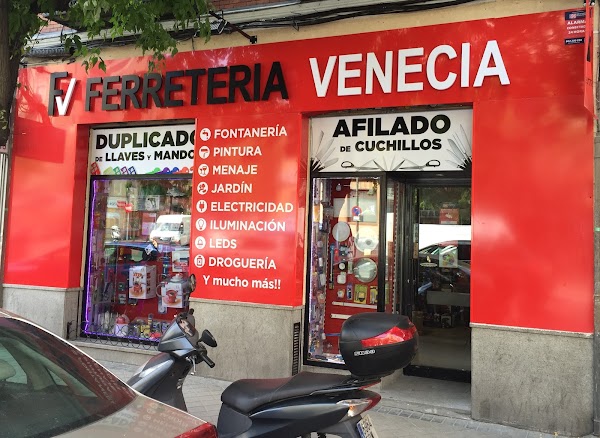 FV FERRETERIA VENECIA
DUPLICADO
DE LLAVES Y MANDO
FONTANERÍA
PINTURA
MENAJE
JARDÍN
ELECTRICIDAD
ILUMINACIÓN
LEDS
DROGUERÍA
Y mucho más!!
AFILADO
DE CUCHILLOS